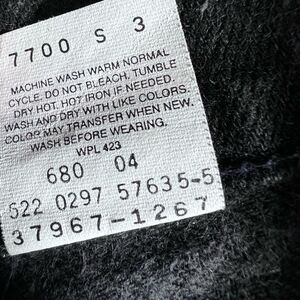 7700 S 3
MACHINE WASH WARM NORMAL
CYCLE. DO NOT BLEACH. TUMBLE
DRY HOT. HOT IRON IF NEEDED.
WASH AND DRY WITH LIKE COLORS.
COLOR MAY TRANSFER WHEN NEW.
WASH BEFORE WEARING.
WPL 423
680 04
522 0297 57635-5
37967-1267